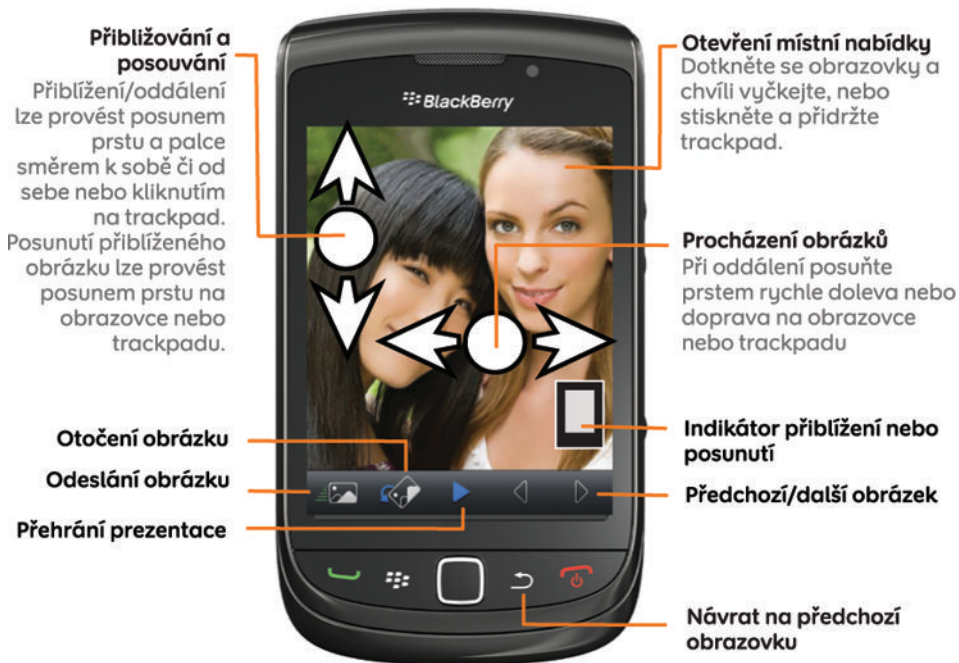 Přibližování a
posouvání
Přiblížení/oddálení
lze provést posunem
prstu a palce
směrem k sobě či od
sebe nebo kliknutím
na trackpad.
Posunutí přiblíženého
obrázku lze provést
posunem prstu na
obrazovce nebo
trackpadu.
Otočení obrázku
Odeslání obrázku
Přehrání prezentace
BlackBerry
Otevření místní nabídky
Dotkněte se obrazovky a
chvíli vyčkejte, nebo
stiskněte a přidržte
trackpad.
Procházení obrázků
Při oddálení posuňte
prstem rychle doleva nebo
doprava na obrazovce
nebo trackpadu
Indikátor přiblížení nebo
posunutí
Předchozí/další obrázek
Návrat na předchozí
obrazovku